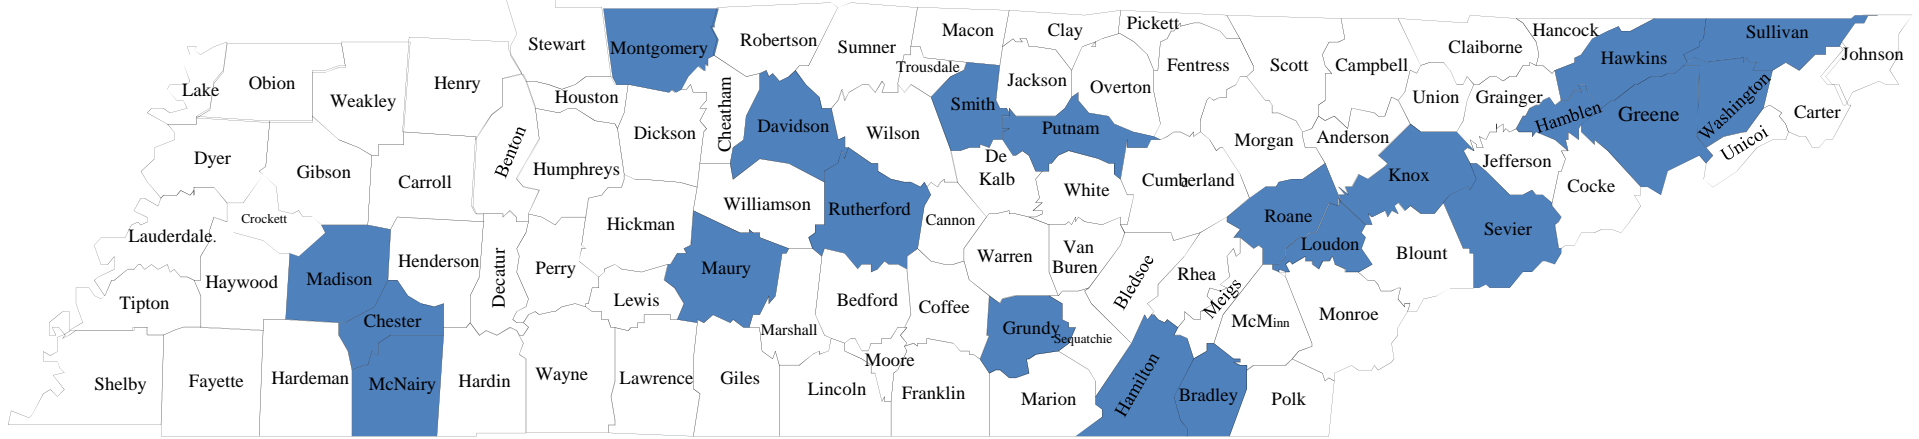 Stewart
Montgomery
Robertson
Sumner
Macon
Trousdale
Clay
Pickett
Fentress
Scott
Campbell
Claiborne
Hancock
Hawkins
Sullivan
Johnson
Lake
Obion
Weakley
Henry
Houston
Cheatham
Davidson
Wilson
Smith
Jackson
Overton
Putnam
Morgan
Anderson
Union
Grainger
Hamblen
Greene
Washington
Unicoi
Carter
Dyer
Gibson
Carroll
Benton
Humphreys
Dickson
Williamson
Rutherford
Cannon
De
Kalb
White
Cumberland
Roane
Loudon
Knox
Jefferson
Sevier
Cocke
Lauderdale.
Crockett
Haywood
Madison
Henderson
Decatur
Perry
Hickman
Lewis
Maury
Bedford
Coffee
Warren
Van
Buren
Bledsoe
Rhea
Meigs
McMinn
Monroe
Blount
Tipton
Chester
Marshall
Moore
Grundy
Sequatchie
Shelby
Fayette
Hardeman
McNairy
Hardin
Wayne
Lawrence
Giles
Lincoln
Franklin
Marion
Hamilton
Bradley
Polk